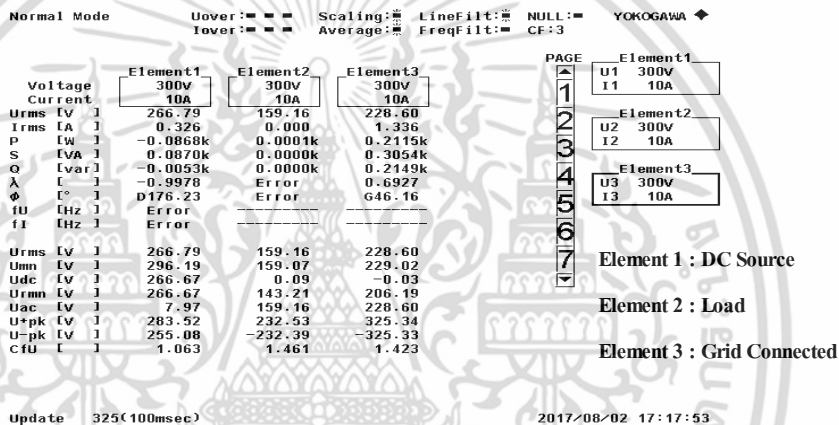 Normal Mode Uover: Scaling: LineFilt: NULL: YOKOGAWA
Iover: Average: FreqFilt: CF:3
PAGE
1
2
3
4
5
6
7
Element1
U1 300V
I1 10A
Element2
U2 300V
I2 10A
Element3
U3 300V
I3 10A
Element1 Element2 Element3
Voltage 300V 300V 300V
Current 10A 10A 10A
Urms [V ] 266.79 159.16 228.60
Irms [A ] 0.326 0.000 1.336
P [W ] -0.0868k 0.0001k 0.2115k
S [VA ] 0.0870k 0.0000k 0.3054k
Q [var] -0.0053k 0.0000k 0.2149k
λ [ ] -0.9978 Error 0.6927
Φ [° ] D176.23 Error G46.16
fU [Hz ] Error -------- --------
fI [Hz ] Error -------- --------
Urms [V ] 266.79 159.16 228.60
Umn [V ] 296.19 159.07 229.02
Udc [V ] 266.67 0.09 -0.03
Urmn [V ] 266.67 143.21 206.19
Uac [V ] 7.97 159.16 228.60
U+pk [V ] 283.52 232.53 325.34
U-pk [V ] 255.08 -232.39 -325.33
CfU [ ] 1.063 1.461 1.423
Element 1 : DC Source
Element 2 : Load
Element 3 : Grid Connected
Update 325(100msec) 2017/08/02 17:17:53